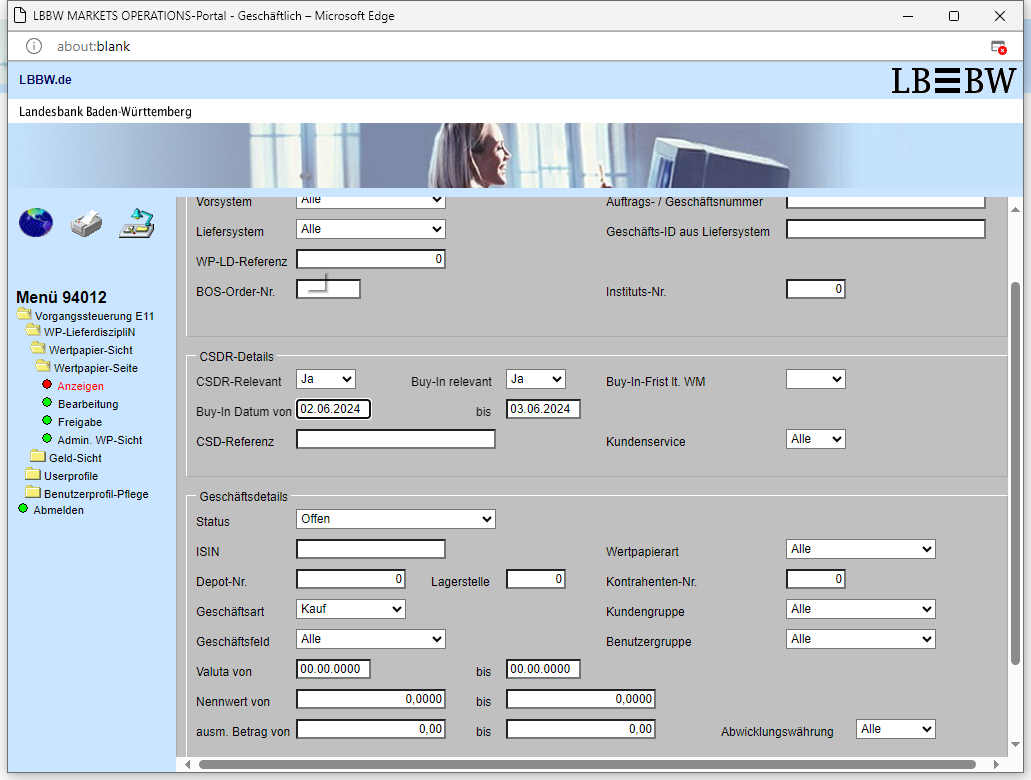 LBBW MARKETS OPERATIONS-Portal - Geschäftlich – Microsoft Edge
about:blank
LBBW.de
LB≡BW
Landesbank Baden-Württemberg
Vorsystem Alle Auftrags- / Geschäftsnummer
Liefersystem Alle Geschäfts-ID aus Liefersystem
WP-LD-Referenz 0
BOS-Order-Nr. Instituts-Nr. 0
Menü 94012
Vorgangssteuerung E11
WP-LieferdiszipliN
Wertpapier-Sicht
Wertpapier-Seite
Anzeigen
Bearbeitung
Freigabe
Admin. WP-Sicht
Geld-Sicht
Userprofile
Benutzerprofil-Pflege
Abmelden
CSDR-Details
CSDR-Relevant Ja Buy-In relevant Ja Buy-In-Frist lt. WM
Buy-In Datum von 02.06.2024 bis 03.06.2024
CSD-Referenz Kundenservice Alle
Geschäftsdetails
Status Offen
ISIN Wertpapierart Alle
Depot-Nr. 0 Lagerstelle 0 Kontrahenten-Nr. 0
Geschäftsart Kauf Kundengruppe Alle
Geschäftsfeld Alle Benutzergruppe Alle
Valuta von 00.00.0000 bis 00.00.0000
Nennwert von 0,0000 bis 0,0000
ausm. Betrag von 0,00 bis 0,00 Abwicklungswährung Alle